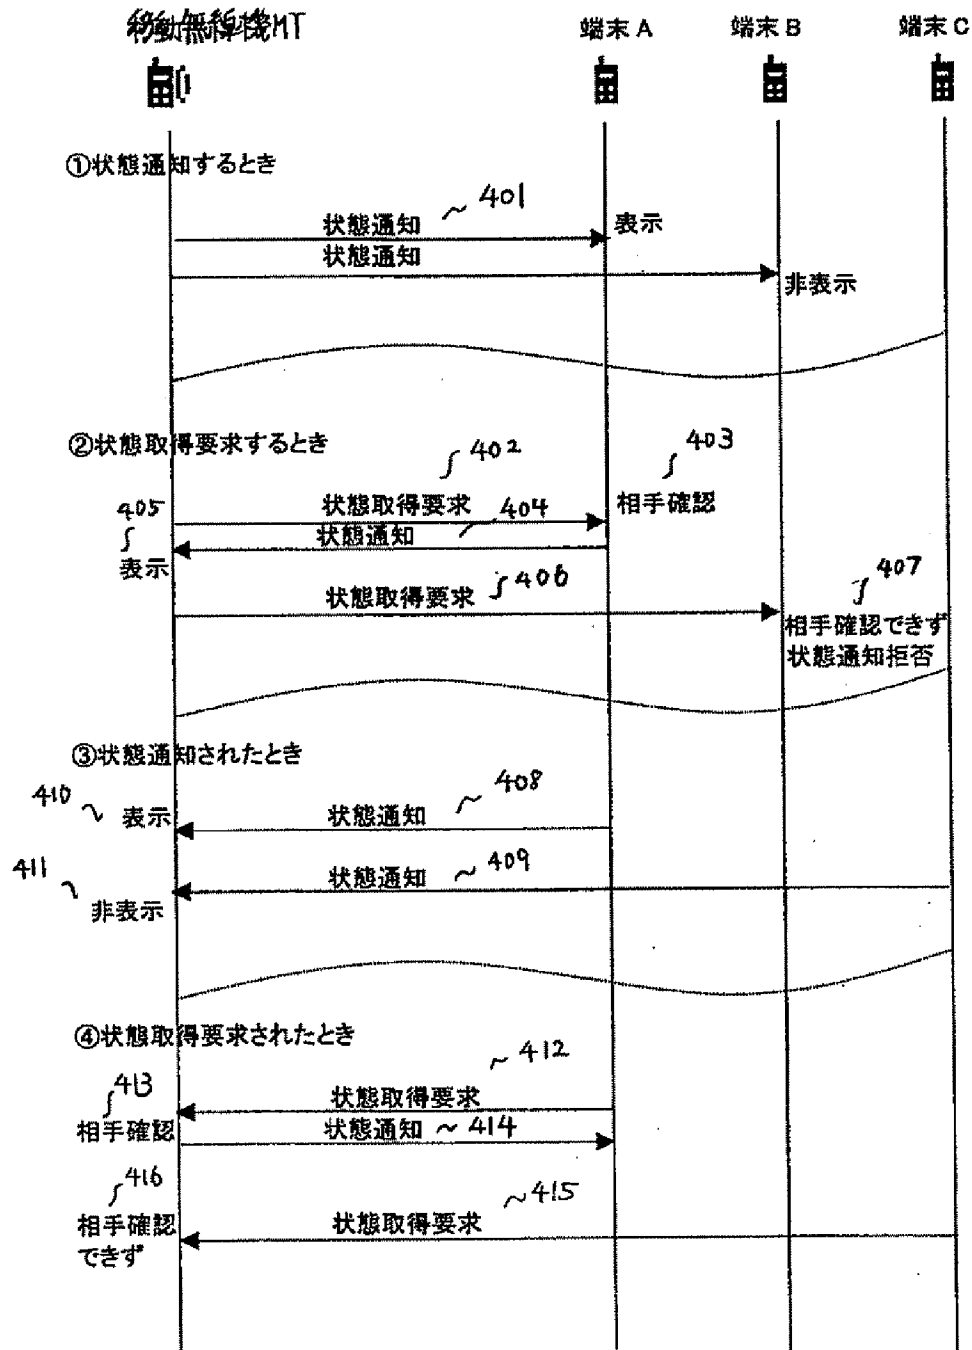 移動無線機MT
端末A
端末B
端末C
①状態通知するとき
401
状態通知
表示
状態通知
非表示
②状態取得要求するとき
402
403
405
状態取得要求
相手確認
404
状態通知
表示
406
407
状態取得要求
相手確認できず
状態通知拒否
③状態通知されたとき
408
410
表示
状態通知
409
411
状態通知
非表示
④状態取得要求されたとき
412
413
状態取得要求
相手確認
状態通知
414
416
415
相手確認
できず
状態取得要求